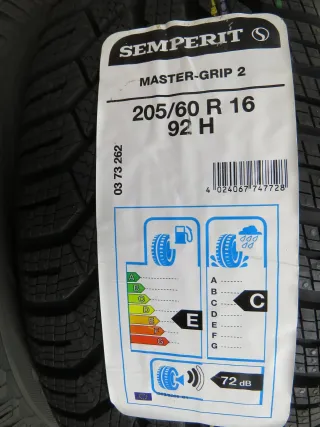 SEMPERIT
MASTER-GRIP 2
205/60 R 16
92 H
03 73 262
4 024067 747728
A
B
C
D
E
F
G
E
A
B
C
D
E
F
G
C
72 dB